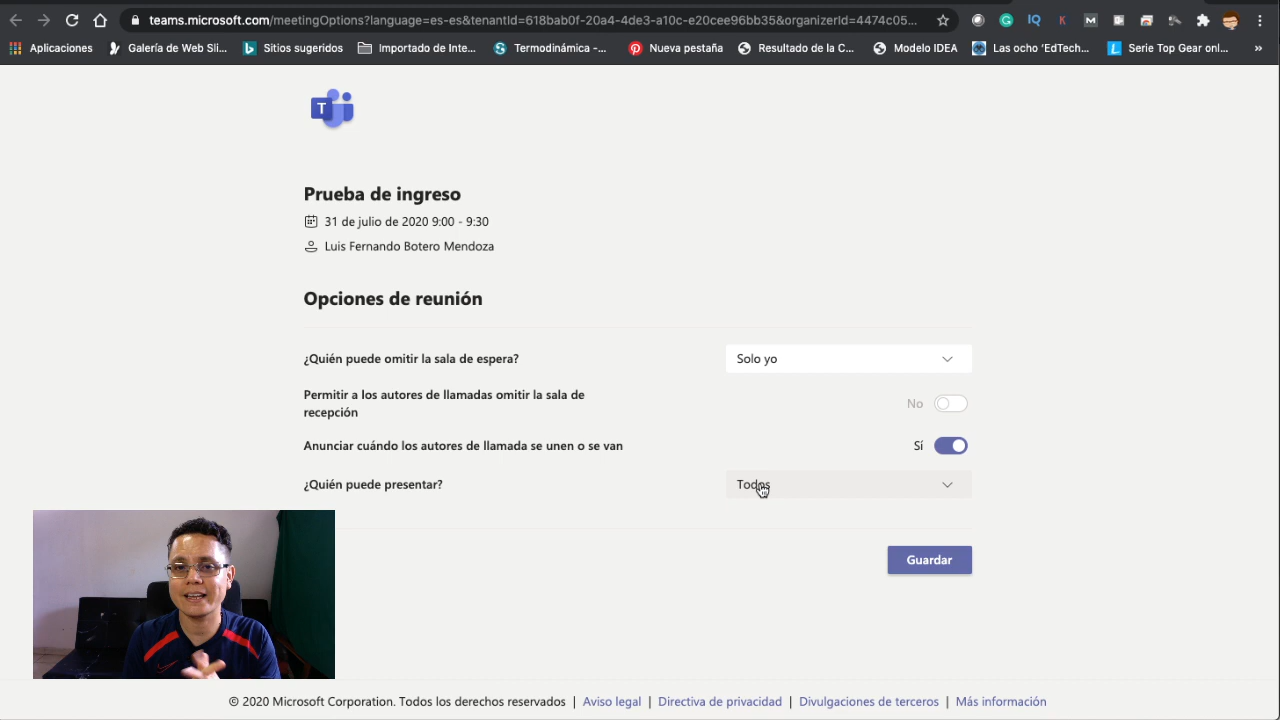 teams.microsoft.com/meetingOptions?language=es-es&tenantId=618bab0f-20a4-4de3-a10c-e20cee96bb35&organizerId=4474c05...
Aplicaciones Galería de Web Sli... Sitios sugeridos Importado de Inte... Termodinámica -... Nueva pestaña Resultado de la C... Modelo IDEA Las ocho 'EdTech... Serie Top Gear onl... »
T
Prueba de ingreso
31 de julio de 2020 9:00 - 9:30
Luis Fernando Botero Mendoza
Opciones de reunión
¿Quién puede omitir la sala de espera? Solo yo
Permitir a los autores de llamadas omitir la sala de
recepción No
Anunciar cuándo los autores de llamada se unen o se van Sí
¿Quién puede presentar? Todos
Guardar
© 2020 Microsoft Corporation. Todos los derechos reservados | Aviso legal | Directiva de privacidad | Divulgaciones de terceros | Más información